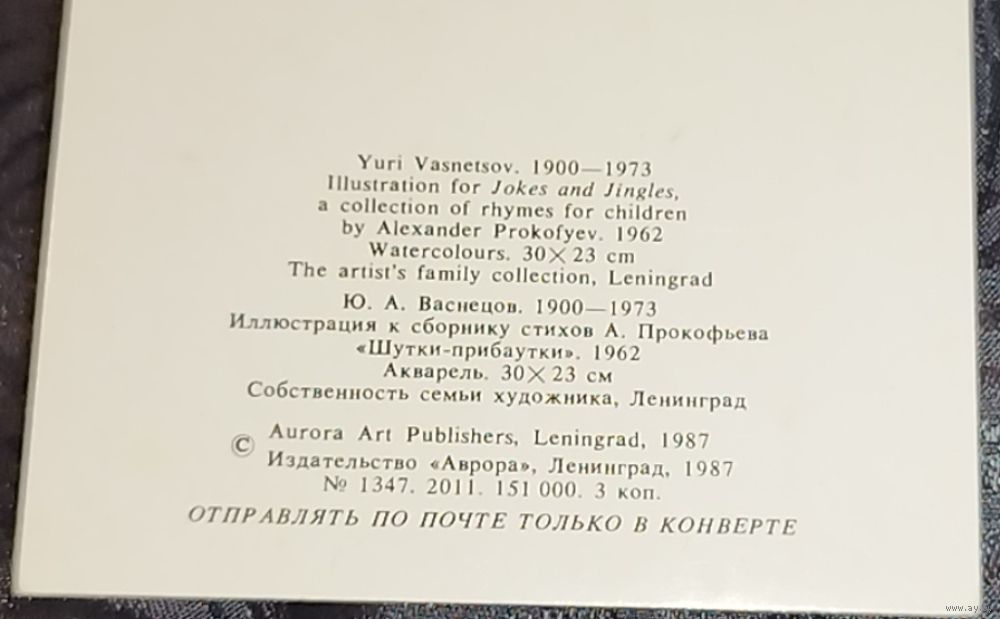 Yuri Vasnetsov. 1900—1973
Illustration for Jokes and Jingles,
a collection of rhymes for children
by Alexander Prokofyev. 1962
Watercolours. 30×23 cm
The artist's family collection, Leningrad
Ю. А. Васнецов. 1900—1973
Иллюстрация к сборнику стихов А. Прокофьева
«Шутки-прибаутки». 1962
Акварель. 30×23 см
Собственность семьи художника, Ленинград
© Aurora Art Publishers, Leningrad, 1987
Издательство «Аврора», Ленинград, 1987
№ 1347. 2011. 151 000. 3 коп.
ОТПРАВЛЯТЬ ПО ПОЧТЕ ТОЛЬКО В КОНВЕРТЕ